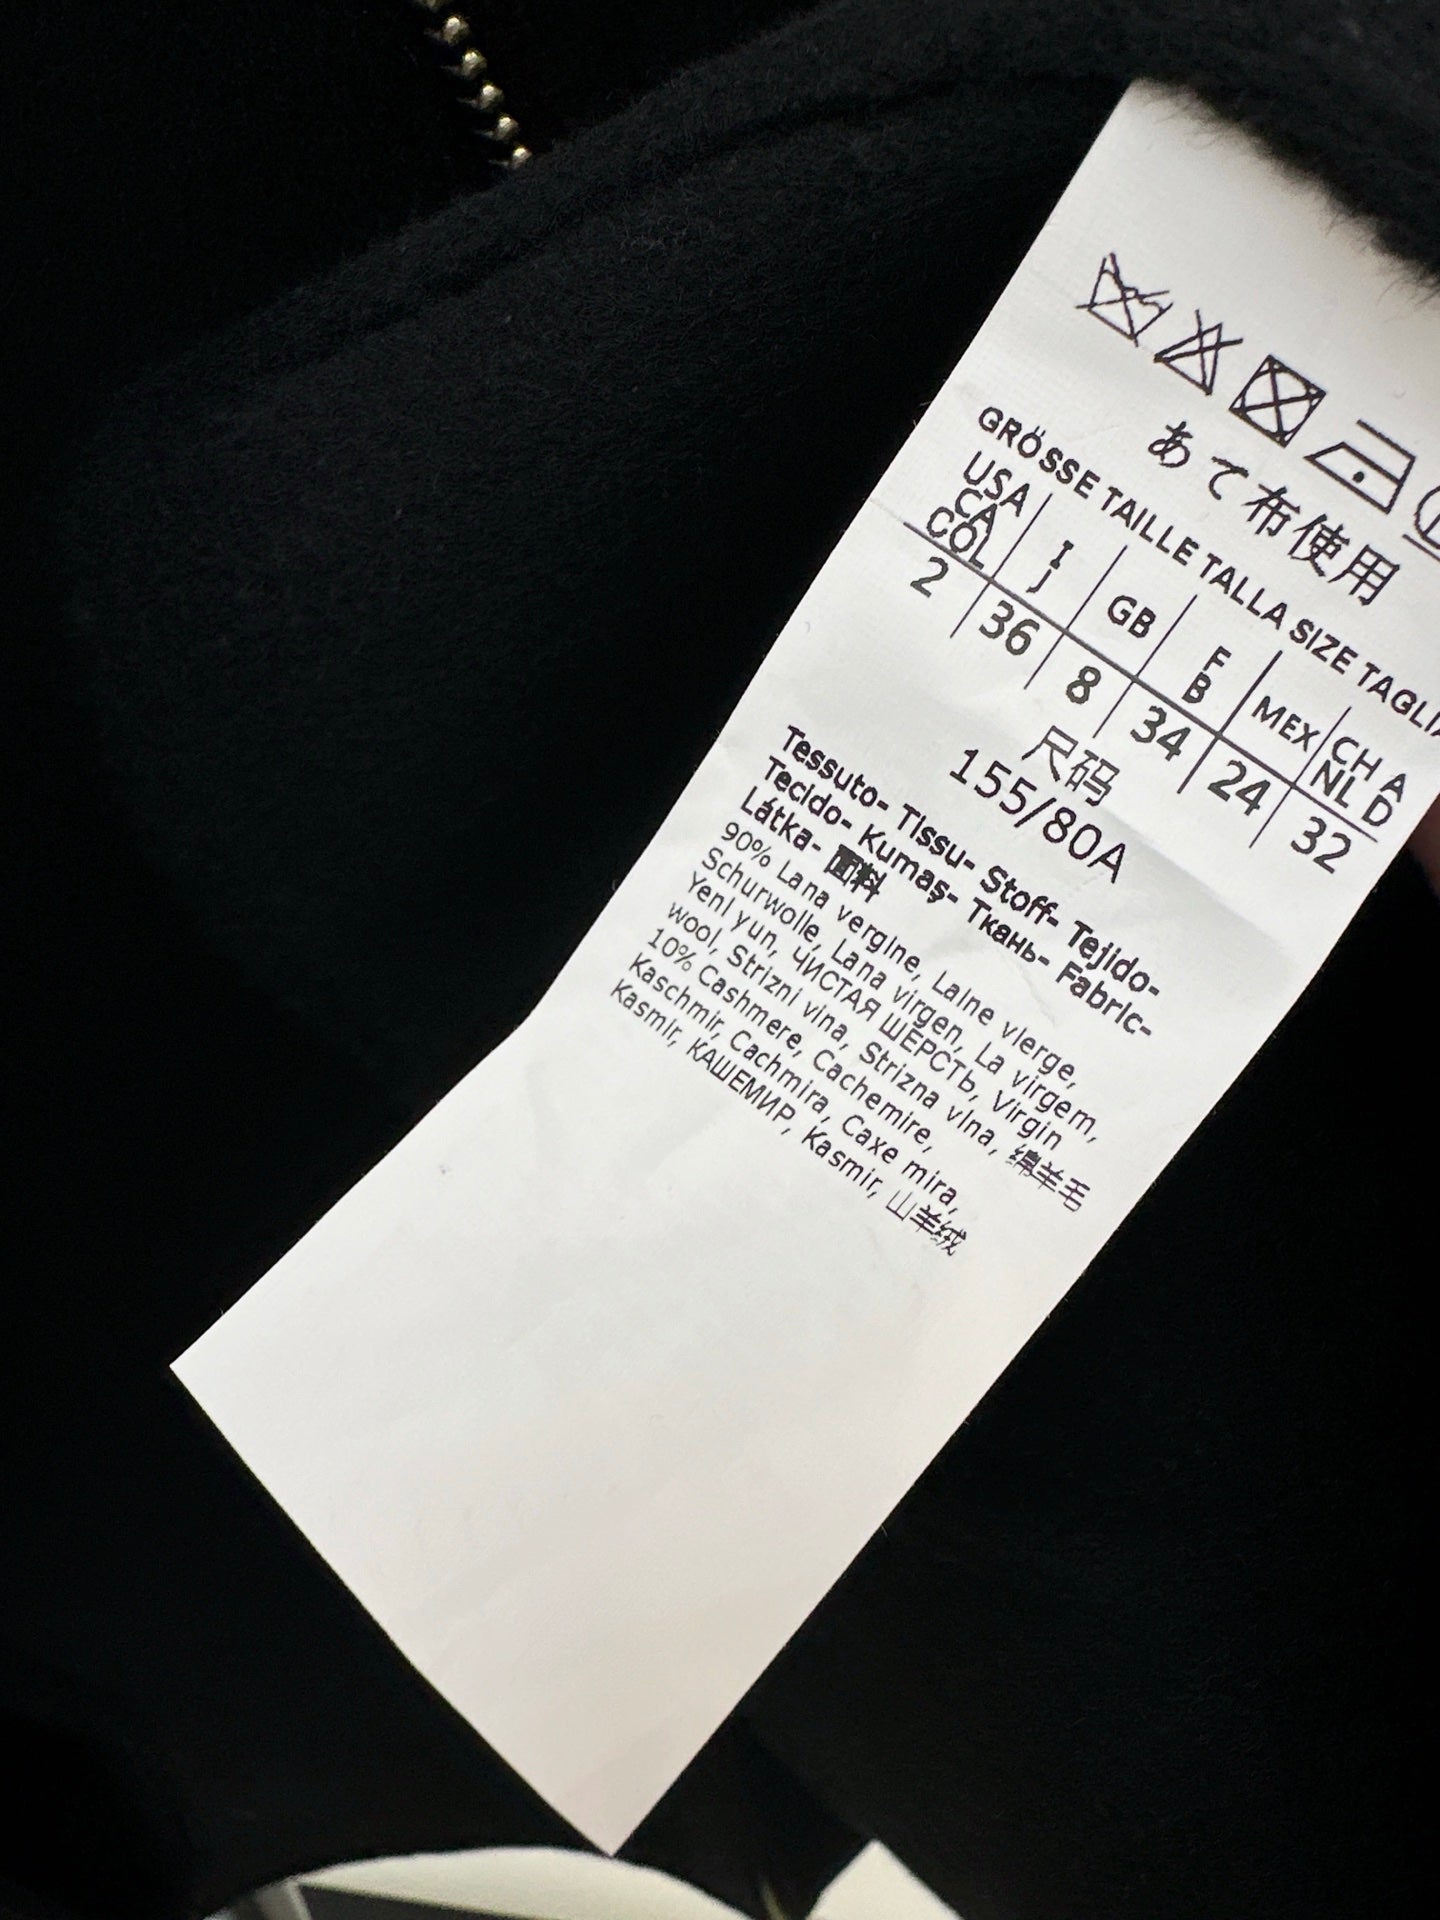 あて布使用
GRÖSSE TAILLE TALLA SIZE TAGLIA
USA CA COL | I J | GB | F B | MEX | CH A NL D
2 | 36 | 8 | 34 | 24 | 32
尺码
155/80A
Tessuto- Tissu- Stoff- Tejido-
Tecido- Kumaş- Ткань- Fabric-
Látka- 面料
90% Lana vergine, Laine vierge,
Schurwolle, Lana virgen, La virgem,
Yeni yun, ЧИСТАЯ ШЕРСТЬ, Virgin
wool, Strizni vlna, Strizna vlna, 绵羊毛
10% Cashmere, Cachemire,
Kaschmir, Cachmira, Caxe mira,
Kasmir, КАШЕМИР, Kasmir, 山羊绒